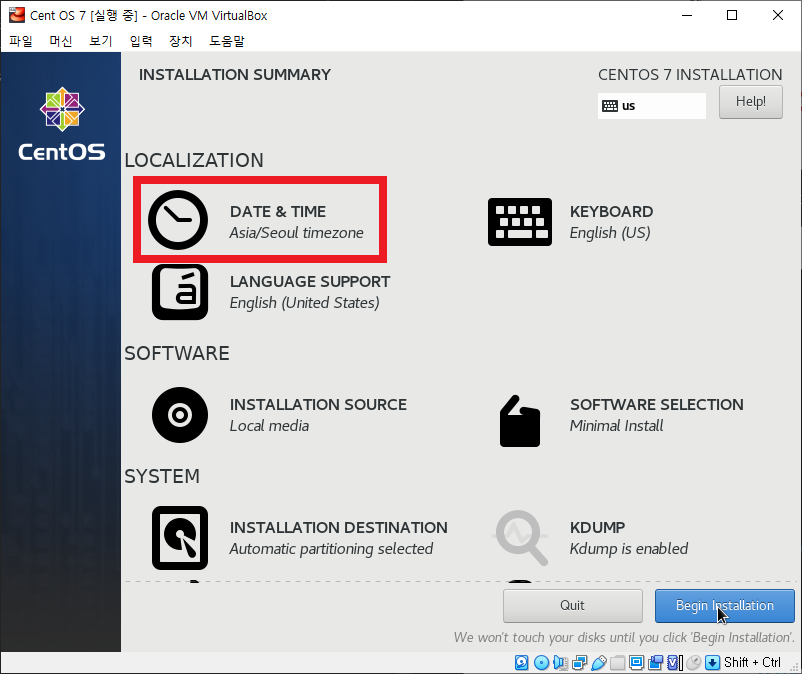 Cent OS 7 [실행 중] - Oracle VM VirtualBox
파일 머신 보기 입력 장치 도움말
INSTALLATION SUMMARY
CENTOS 7 INSTALLATION
us
Help!
CentOS
LOCALIZATION
DATE & TIME
Asia/Seoul timezone
KEYBOARD
English (US)
LANGUAGE SUPPORT
English (United States)
SOFTWARE
INSTALLATION SOURCE
Local media
SOFTWARE SELECTION
Minimal Install
SYSTEM
INSTALLATION DESTINATION
Automatic partitioning selected
KDUMP
Kdump is enabled
Quit
Begin Installation
We won't touch your disks until you click 'Begin Installation'.
Shift + Ctrl